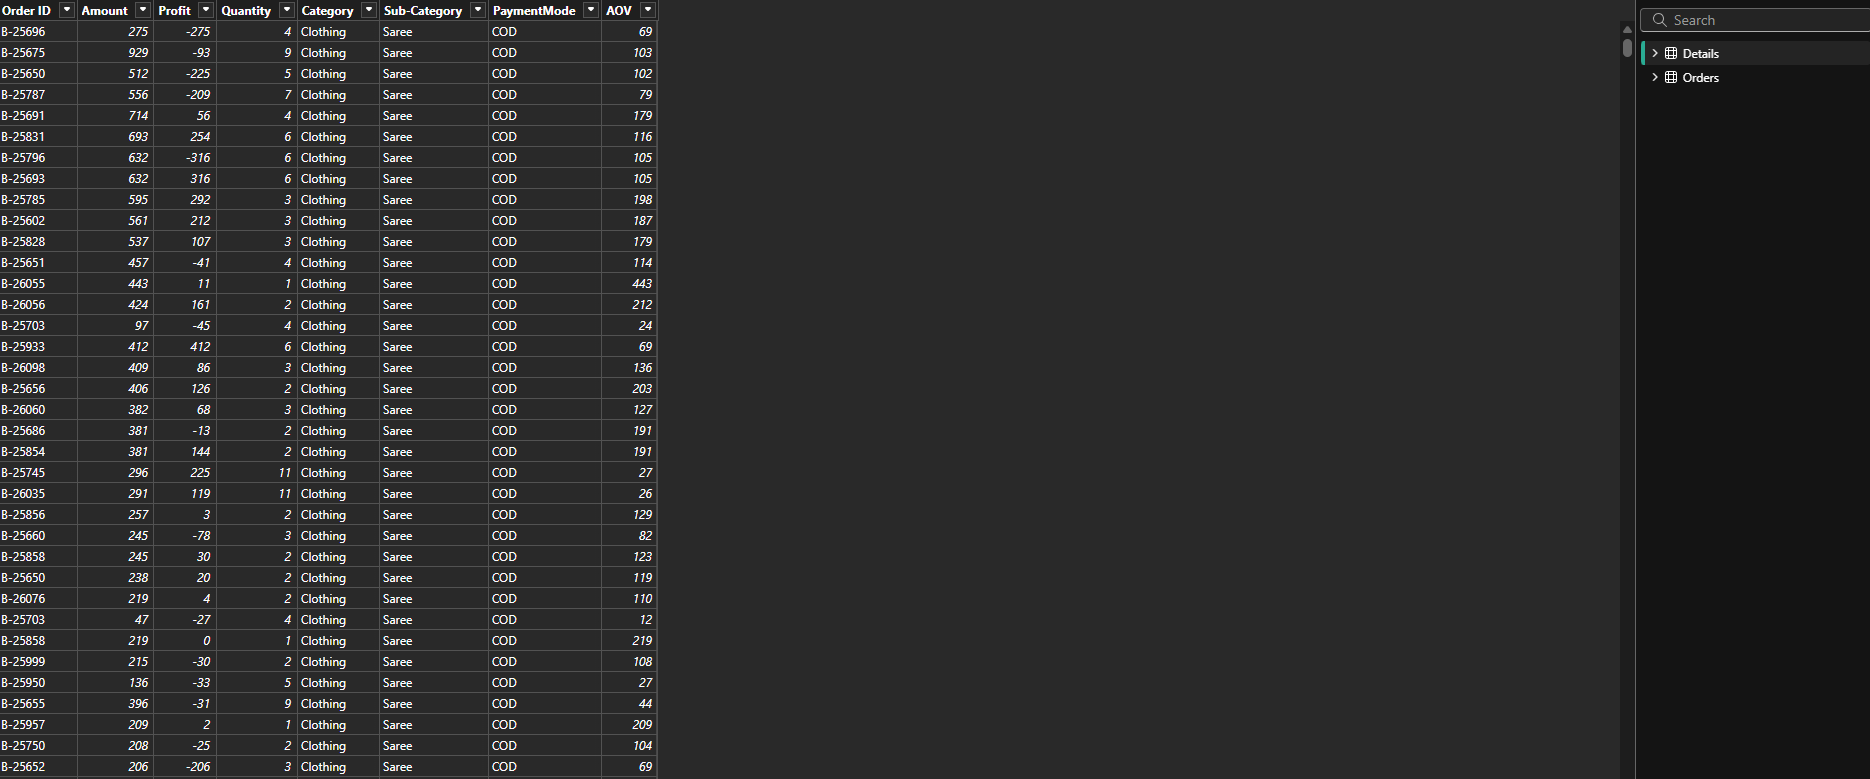 Order ID Amount Profit Quantity Category Sub-Category PaymentMode AOV
B-25696 275 -275 4 Clothing Saree COD 69
B-25675 929 -93 9 Clothing Saree COD 103
B-25650 512 -225 5 Clothing Saree COD 102
B-25787 556 -209 7 Clothing Saree COD 79
B-25691 714 56 4 Clothing Saree COD 179
B-25831 693 254 6 Clothing Saree COD 116
B-25796 632 -316 6 Clothing Saree COD 105
B-25693 632 316 6 Clothing Saree COD 105
B-25785 595 292 3 Clothing Saree COD 198
B-25602 561 212 3 Clothing Saree COD 187
B-25828 537 107 3 Clothing Saree COD 179
B-25651 457 -41 4 Clothing Saree COD 114
B-26055 443 11 1 Clothing Saree COD 443
B-26056 424 161 2 Clothing Saree COD 212
B-25703 97 -45 4 Clothing Saree COD 24
B-25933 412 412 6 Clothing Saree COD 69
B-26098 409 86 3 Clothing Saree COD 136
B-25656 406 126 2 Clothing Saree COD 203
B-26060 382 68 3 Clothing Saree COD 127
B-25686 381 -13 2 Clothing Saree COD 191
B-25854 381 144 2 Clothing Saree COD 191
B-25745 296 225 11 Clothing Saree COD 27
B-26035 291 119 11 Clothing Saree COD 26
B-25856 257 3 2 Clothing Saree COD 129
B-25660 245 -78 3 Clothing Saree COD 82
B-25858 245 30 2 Clothing Saree COD 123
B-25650 238 20 2 Clothing Saree COD 119
B-26076 219 4 2 Clothing Saree COD 110
B-25703 47 -27 4 Clothing Saree COD 12
B-25858 219 0 1 Clothing Saree COD 219
B-25999 215 -30 2 Clothing Saree COD 108
B-25950 136 -33 5 Clothing Saree COD 27
B-25655 396 -31 9 Clothing Saree COD 44
B-25957 209 2 1 Clothing Saree COD 209
B-25750 208 -25 2 Clothing Saree COD 104
B-25652 206 -206 3 Clothing Saree COD 69
Search
Details
Orders